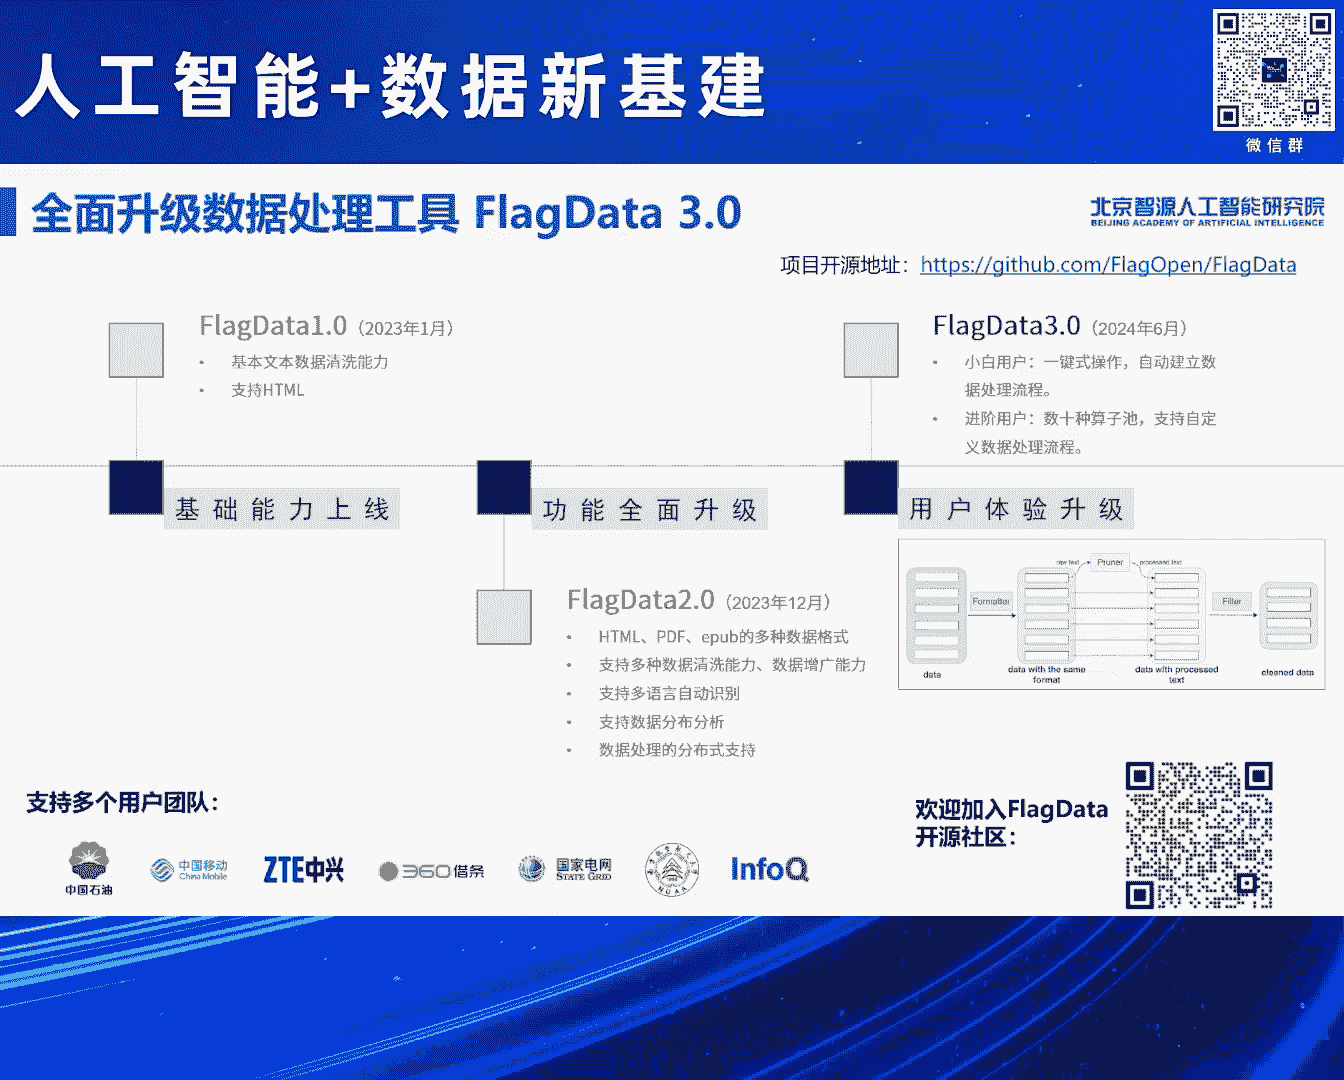 人工智能+数据新基建
微信群
全面升级数据处理工具 FlagData 3.0
北京智源人工智能研究院
BEIJING ACADEMY OF ARTIFICIAL INTELLIGENCE
项目开源地址：https://github.com/FlagOpen/FlagData
FlagData1.0（2023年1月）
• 基本文本数据清洗能力
• 支持HTML
FlagData3.0（2024年6月）
• 小白用户：一键式操作，自动建立数
据处理流程。
• 进阶用户：数十种算子池，支持自定
义数据处理流程。
基础能力上线
功能全面升级
用户体验升级
FlagData2.0（2023年12月）
• HTML、PDF、epub的多种数据格式
• 支持多种数据清洗能力、数据增广能力
• 支持多语言自动识别
• 支持数据分布分析
• 数据处理的分布式支持
raw text
Pruner
processed text
Formatter
Filter
data
data with the same
format
data with processed
text
cleaned data
支持多个用户团队：
中国石油
中国移动
China Mobile
ZTE中兴
360借条
国家电网
STATE GRID
NUAA
InfoQ
欢迎加入FlagData
开源社区：